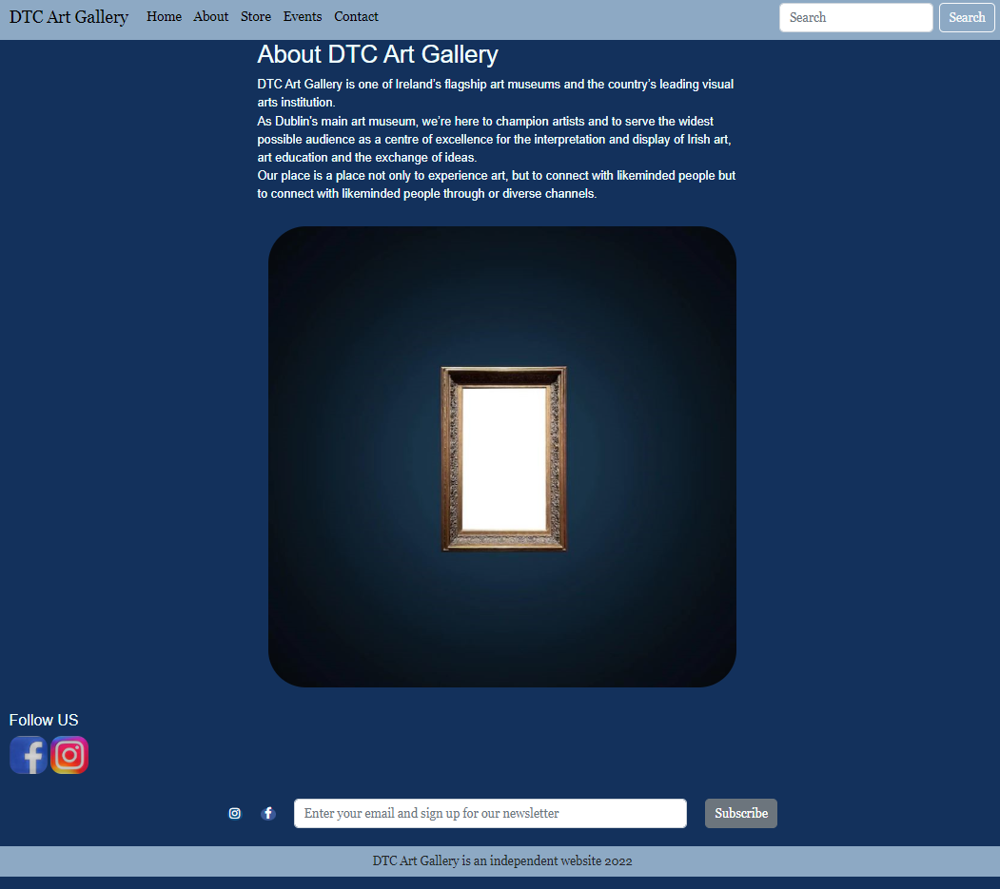 DTC Art Gallery Home About Store Events Contact Search Search
About DTC Art Gallery
DTC Art Gallery is one of Ireland’s flagship art museums and the country’s leading visual
arts institution.
As Dublin’s main art museum, we’re here to champion artists and to serve the widest
possible audience as a centre of excellence for the interpretation and display of Irish art,
art education and the exchange of ideas.
Our place is a place not only to experience art, but to connect with likeminded people but
to connect with likeminded people through or diverse channels.
Follow US
Enter your email and sign up for our newsletter Subscribe
DTC Art Gallery is an independent website 2022